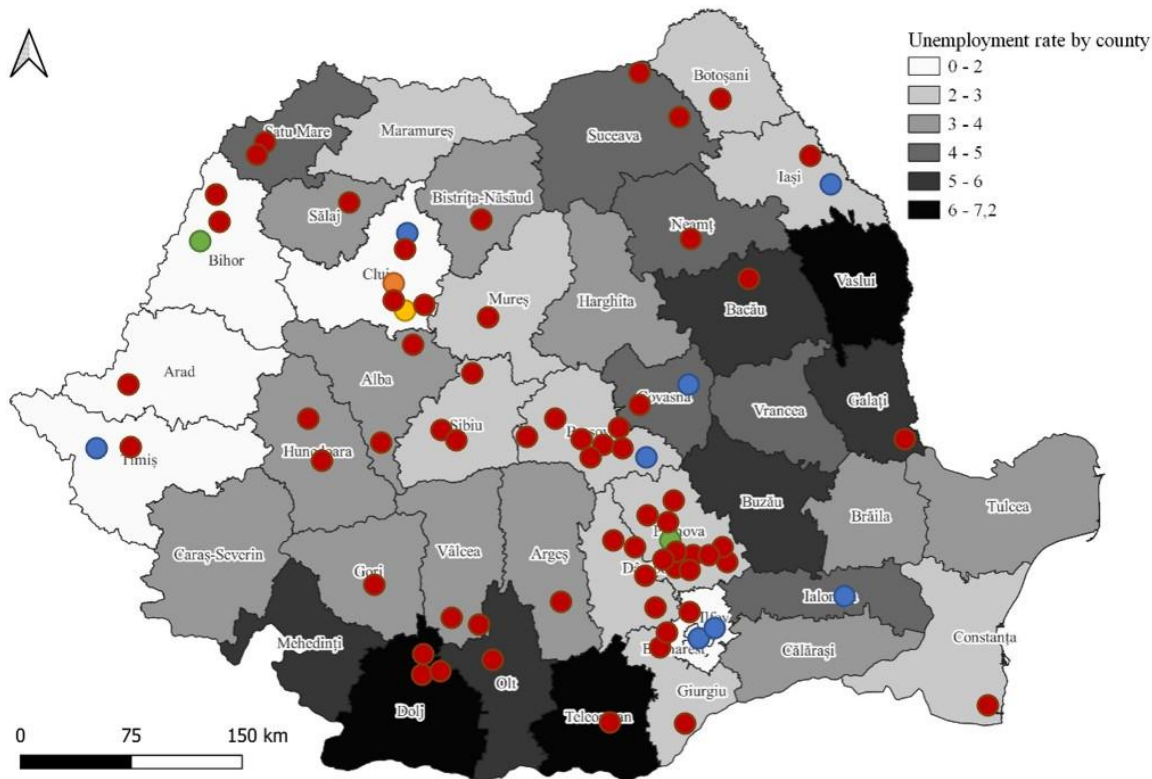 Unemployment rate by county
0 - 2
2 - 3
3 - 4
4 - 5
5 - 6
6 - 7,2
Botoșani
Satu Mare
Maramureș
Suceava
Iași
Sălaj
Bistrița-Năsăud
Neamț
Bihor
Cluj
Vaslui
Mureș
Harghita
Bacău
Arad
Alba
Covasna
Vrancea
Galați
Sibiu
Timiș
Hunedoara
Buzău
Brăila
Tulcea
Caraș-Severin
Vâlcea
Argeș
Gorj
Mehedinți
Constanța
Călărași
Olt
Giurgiu
Dolj
0 75 150 km